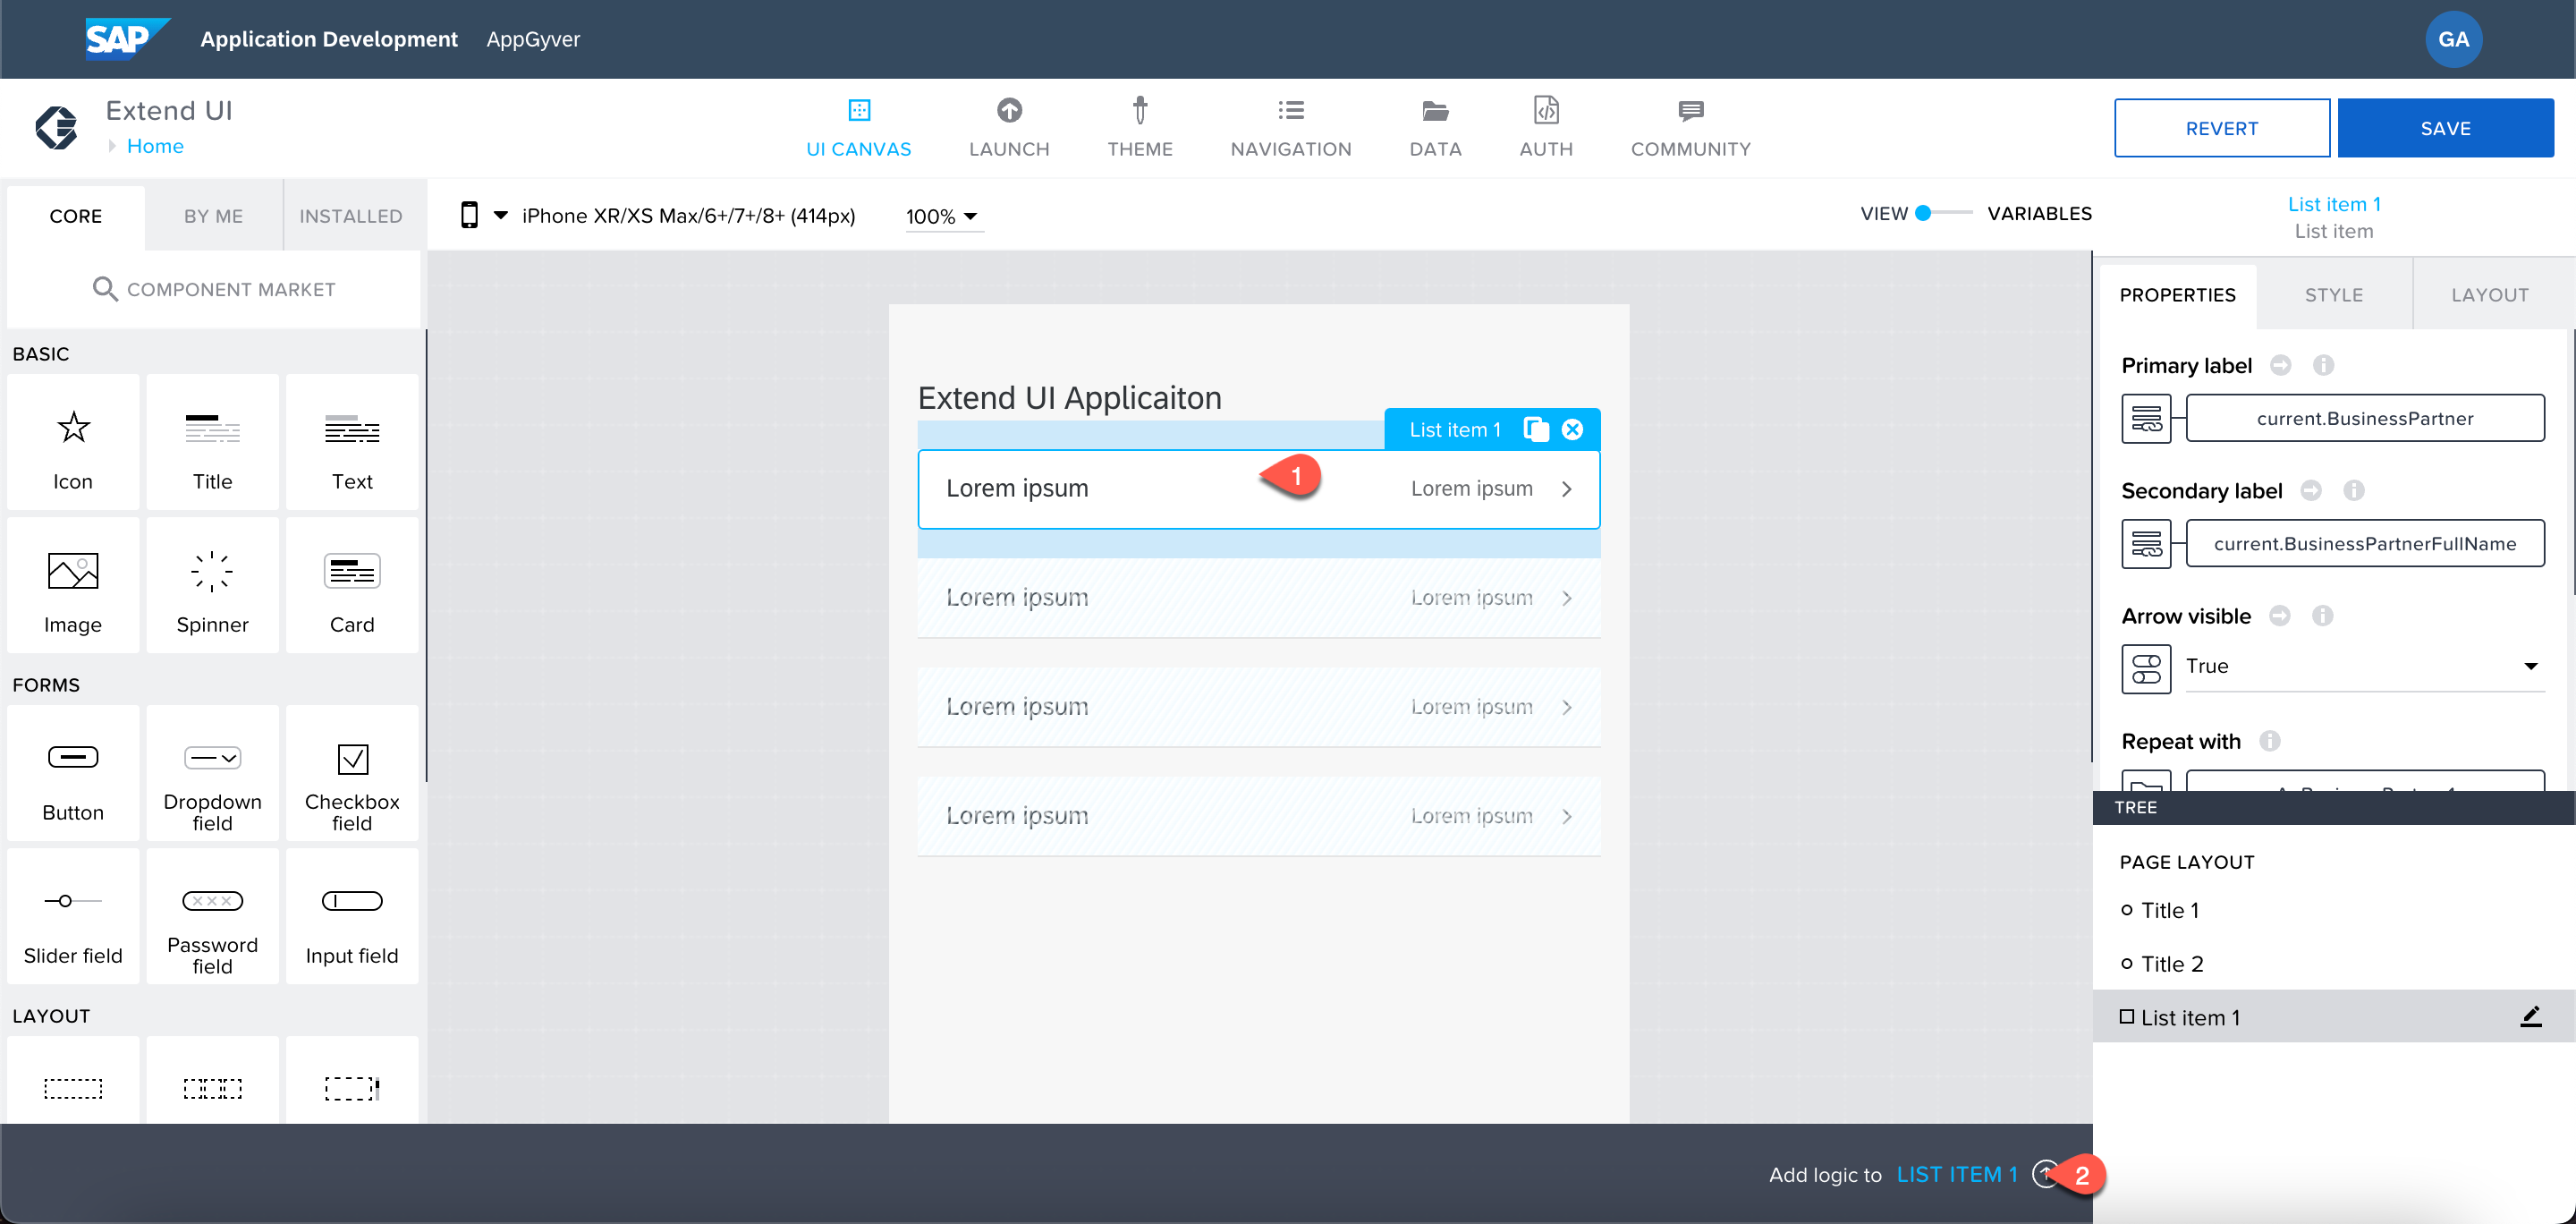 SAP Application Development AppGyver
GA
Extend UI
Home
UI CANVAS LAUNCH THEME NAVIGATION DATA AUTH COMMUNITY
REVERT SAVE
CORE BY ME INSTALLED
iPhone XR/XS Max/6+/7+/8+ (414px) 100%
VIEW VARIABLES
List item 1
List item
COMPONENT MARKET
PROPERTIES STYLE LAYOUT
BASIC
Icon Title Text
Image Spinner Card
FORMS
Button Dropdown field Checkbox field
Slider field Password field Input field
LAYOUT
Extend UI Applicaiton
List item 1
Lorem ipsum Lorem ipsum
1
Lorem ipsum Lorem ipsum
Lorem ipsum Lorem ipsum
Lorem ipsum Lorem ipsum
Primary label
current.BusinessPartner
Secondary label
current.BusinessPartnerFullName
Arrow visible
True
Repeat with
TREE
PAGE LAYOUT
Title 1
Title 2
List item 1
Add logic to LIST ITEM 1
2